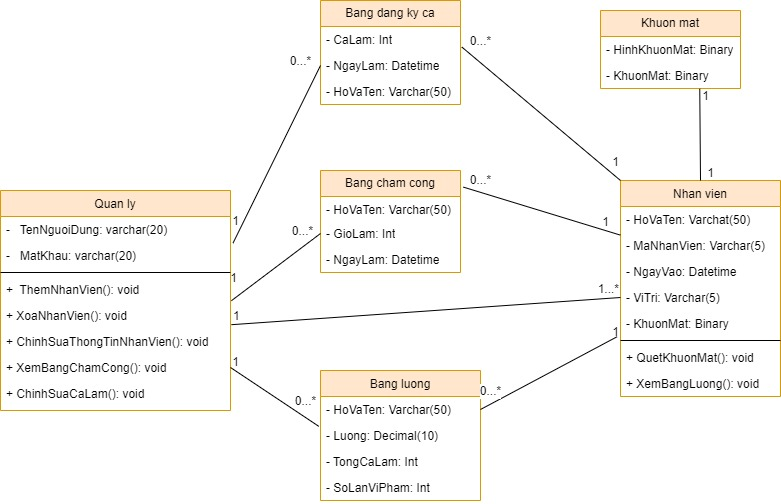 Bang dang ky ca
- CaLam: Int
- NgayLam: Datetime
- HoVaTen: Varchar(50)
Khuon mat
- HinhKhuonMat: Binary
- KhuonMat: Binary
0...*
0...*
1
1
1
1
Quan ly
- TenNguoiDung: varchar(20)
- MatKhau: varchar(20)
+ ThemNhanVien(): void
+ XoaNhanVien(): void
+ ChinhSuaThongTinNhanVien(): void
+ XemBangChamCong(): void
+ ChinhSuaCaLam(): void
Bang cham cong
- HoVaTen: Varchar(50)
- GioLam: Int
- NgayLam: Datetime
0...*
0...*
1
1
Nhan vien
- HoVaTen: Varchat(50)
- MaNhanVien: Varchar(5)
- NgayVao: Datetime
- ViTri: Varchar(5)
- KhuonMat: Binary
+ QuetKhuonMat(): void
+ XemBangLuong(): void
1
1...*
1
1
0...*
0...*
Bang luong
- HoVaTen: Varchar(50)
- Luong: Decimal(10)
- TongCaLam: Int
- SoLanViPham: Int